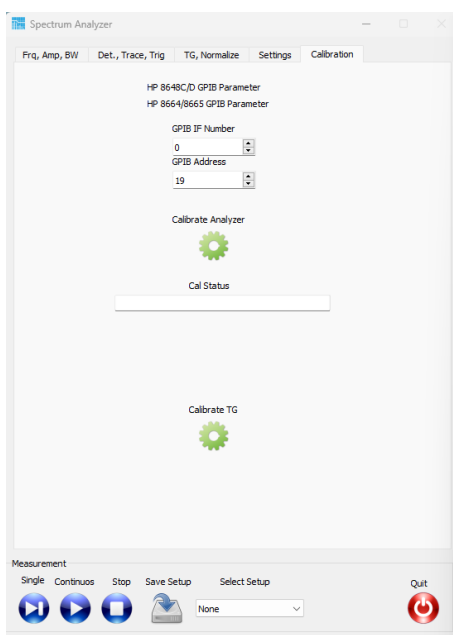 Spectrum Analyzer
Frq, Amp, BW Det., Trace, Trig TG, Normalize Settings Calibration
HP 8648C/D GPIB Parameter
HP 8664/8665 GPIB Parameter
GPIB IF Number
0
GPIB Address
19
Calibrate Analyzer
Cal Status
Calibrate TG
Measurement
Single Continuos Stop Save Setup Select Setup Quit
None